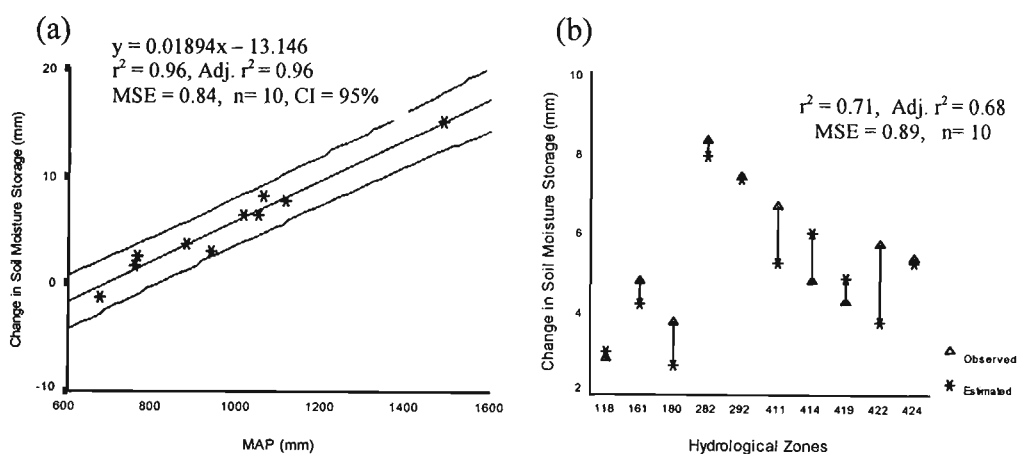 (a)
y = 0.01894x – 13.146
r² = 0.96, Adj. r² = 0.96
MSE = 0.84, n= 10, CI = 95%
Change in Soil Moisture Storage (mm)
20
10
0
-10
600 800 1000 1200 1400 1600
MAP (mm)
(b)
r² = 0.71, Adj. r² = 0.68
MSE = 0.89, n= 10
Change in Soil Moisture Storage (mm)
10
8
6
4
2
118 161 180 282 292 411 414 419 422 424
Hydrological Zones
Observed
Estimated